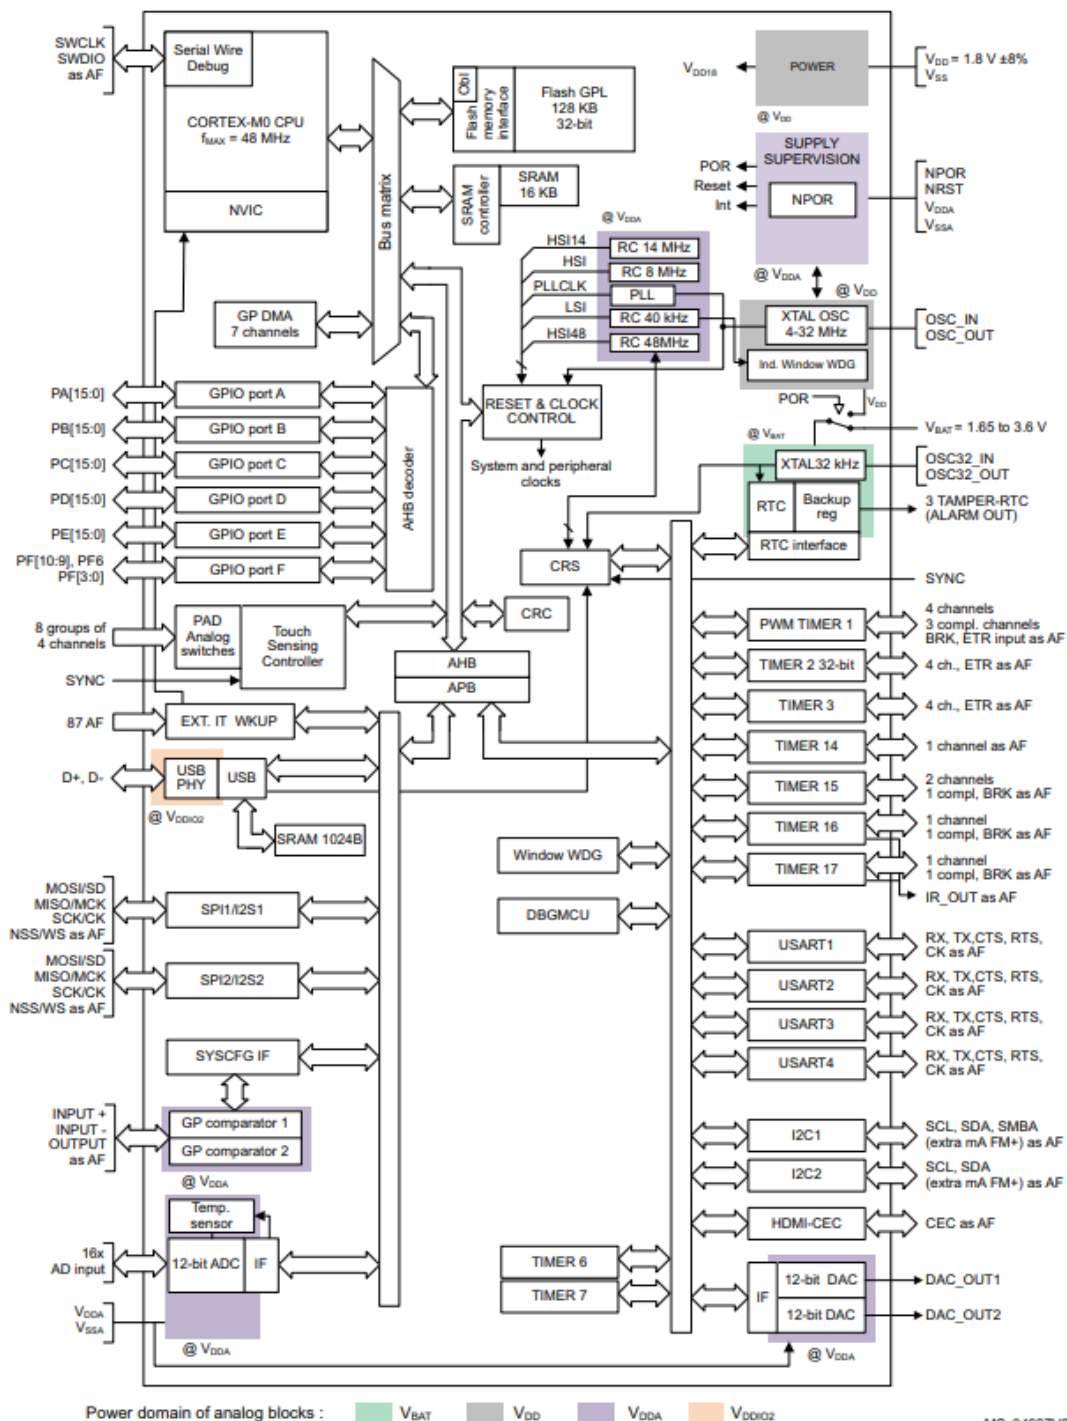 SWCLK
SWDIO
as AF
Serial Wire
Debug
CORTEX-M0 CPU
fMAX = 48 MHz
NVIC
Bus matrix
Obl
Flash
memory
interface
Flash GPL
128 KB
32-bit
SRAM
controller
SRAM
16 KB
VDD18
POWER
VDD = 1.8 V ±8%
VSS
@ VDD
SUPPLY
SUPERVISION
POR
Reset
Int
NPOR
NPOR
NRST
VDDA
VSSA
@ VDDA
@ VDDA
@ VDD
HSI14
HSI
PLLCLK
LSI
HSI48
RC 14 MHz
RC 8 MHz
PLL
RC 40 kHz
RC 48MHz
XTAL OSC
4-32 MHz
OSC_IN
OSC_OUT
Ind. Window WDG
GP DMA
7 channels
PA[15:0]
GPIO port A
PB[15:0]
GPIO port B
PC[15:0]
GPIO port C
PD[15:0]
GPIO port D
PE[15:0]
GPIO port E
PF[10:9], PF6
PF[3:0]
GPIO port F
AHB decoder
RESET & CLOCK
CONTROL
System and peripheral
clocks
POR
VDD
VBAT = 1.65 to 3.6 V
@ VBAT
XTAL32 kHz
OSC32_IN
OSC32_OUT
RTC
Backup
reg
3 TAMPER-RTC
(ALARM OUT)
RTC interface
CRS
SYNC
8 groups of
4 channels
PAD
Analog
switches
Touch
Sensing
Controller
SYNC
CRC
AHB
APB
87 AF
EXT. IT WKUP
D+, D-
USB
PHY
USB
@ VDDIO2
SRAM 1024B
PWM TIMER 1
4 channels
3 compl. channels
BRK, ETR input as AF
TIMER 2 32-bit
4 ch., ETR as AF
TIMER 3
4 ch., ETR as AF
TIMER 14
1 channel as AF
TIMER 15
2 channels
1 compl, BRK as AF
TIMER 16
1 channel
1 compl, BRK as AF
TIMER 17
1 channel
1 compl, BRK as AF
IR_OUT as AF
Window WDG
DBGMCU
MOSI/SD
MISO/MCK
SCK/CK
NSS/WS as AF
SPI1/I2S1
MOSI/SD
MISO/MCK
SCK/CK
NSS/WS as AF
SPI2/I2S2
USART1
RX, TX,CTS, RTS,
CK as AF
USART2
RX, TX,CTS, RTS,
CK as AF
USART3
RX, TX,CTS, RTS,
CK as AF
USART4
RX, TX,CTS, RTS,
CK as AF
SYSCFG IF
INPUT +
INPUT -
OUTPUT
as AF
GP comparator 1
GP comparator 2
@ VDDA
I2C1
SCL, SDA, SMBA
(extra mA FM+) as AF
I2C2
SCL, SDA
(extra mA FM+) as AF
HDMI-CEC
CEC as AF
Temp.
sensor
16x
AD input
12-bit ADC
IF
VDDA
VSSA
@ VDDA
TIMER 6
TIMER 7
IF
12-bit DAC
12-bit DAC
DAC_OUT1
DAC_OUT2
@ VDDA
Power domain of analog blocks :
VBAT
VDD
VDDA
VDDIO2